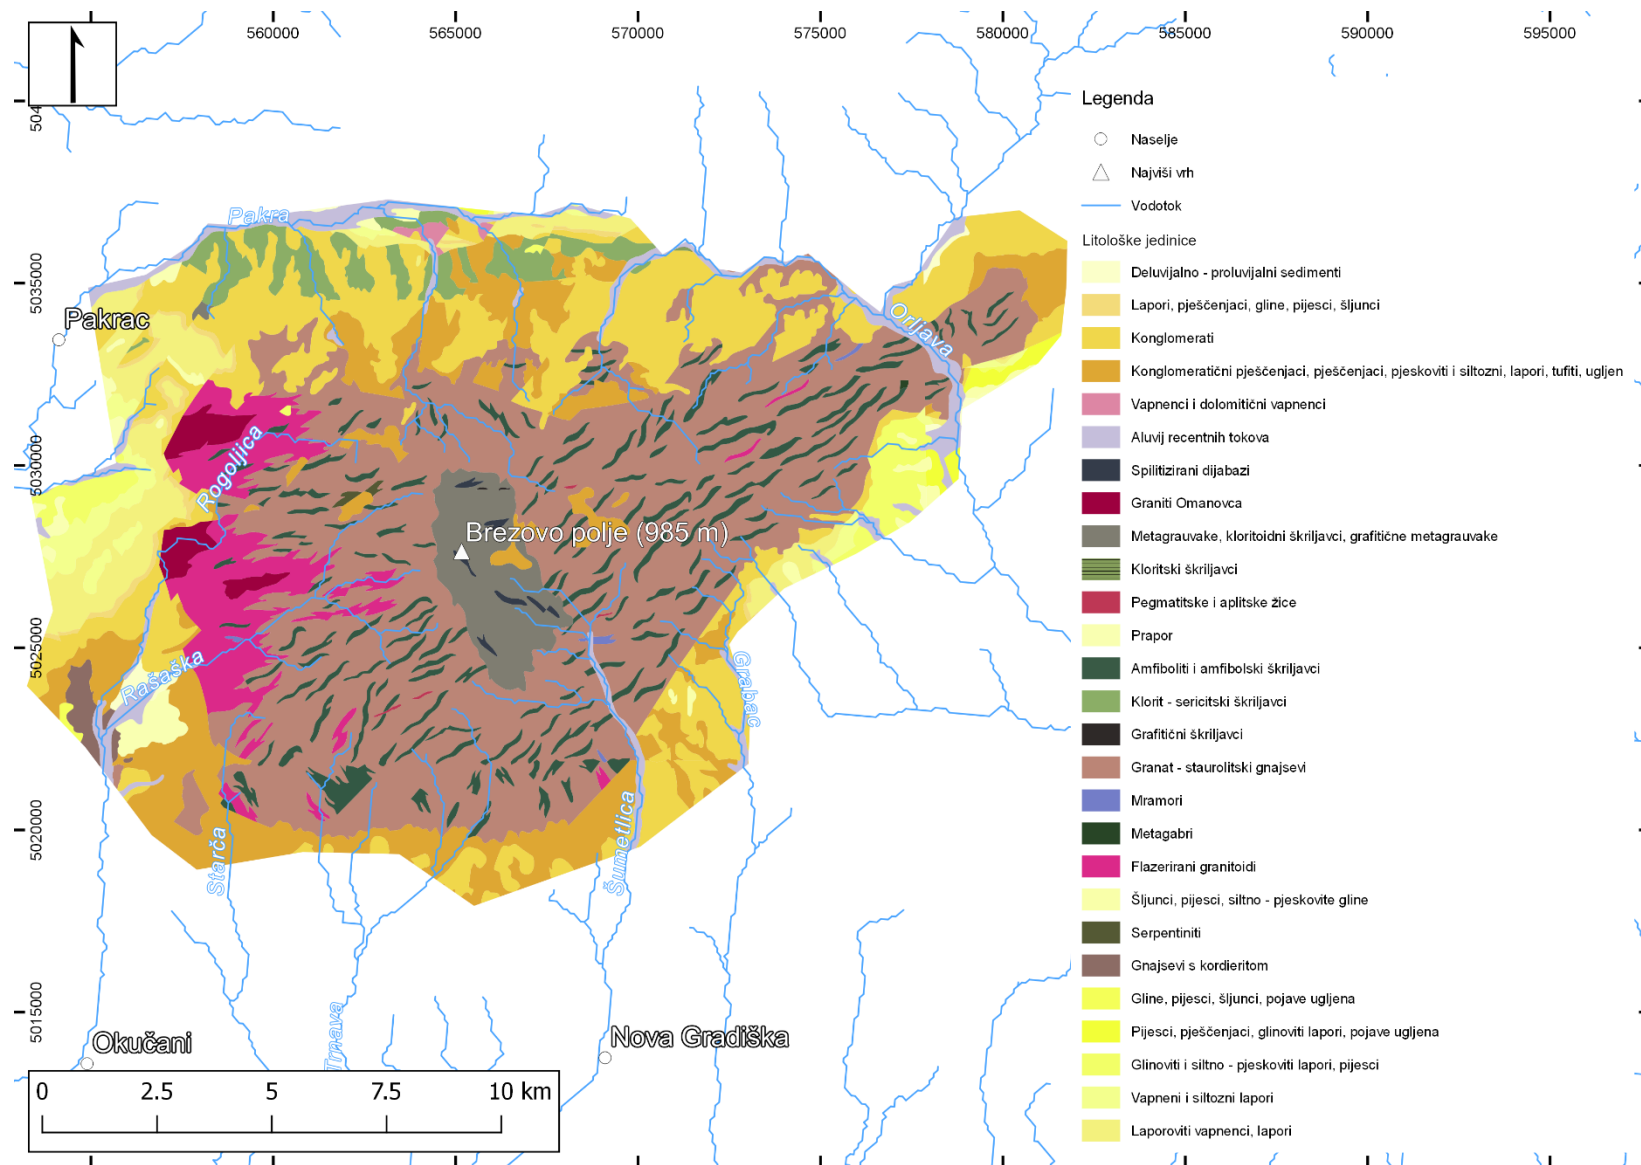 560000 565000 570000 575000 580000 585000 590000 595000
5035000
5030000
5025000
5020000
5015000
Pakra
Pakrac
Orljava
Rogoljica
Brezovo polje (985 m)
Rašaška
Grabac
Starča
Šumetlica
Trnava
Okučani
Nova Gradiška
0 2.5 5 7.5 10 km
Legenda
Naselje
Najviši vrh
Vodotok
Litološke jedinice
Deluvijalno - proluvijalni sedimenti
Lapori, pješčenjaci, gline, pijesci, šljunci
Konglomerati
Konglomeratični pješčenjaci, pješčenjaci, pjeskoviti i siltozni, lapori, tufiti, ugljen
Vapnenci i dolomitični vapnenci
Aluvij recentnih tokova
Spilitizirani dijabazi
Graniti Omanovca
Metagrauvake, kloritoidni škriljavci, grafitične metagrauvake
Kloritski škriljavci
Pegmatitske i aplitske žice
Prapor
Amfiboliti i amfibolski škriljavci
Klorit - sericitski škriljavci
Grafitični škriljavci
Granat - staurolitski gnajsevi
Mramori
Metagabri
Flazerirani granitoidi
Šljunci, pijesci, siltno - pjeskovite gline
Serpentiniti
Gnajsevi s kordieritom
Gline, pijesci, šljunci, pojave ugljena
Pijesci, pješčenjaci, glinoviti lapori, pojave ugljena
Glinoviti i siltno - pjeskoviti lapori, pijesci
Vapneni i siltozni lapori
Laporoviti vapnenci, lapori